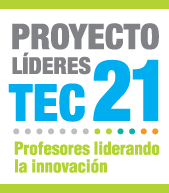 PROYECTO
LÍDERES
TEC 21
Profesores liderando
la innovación